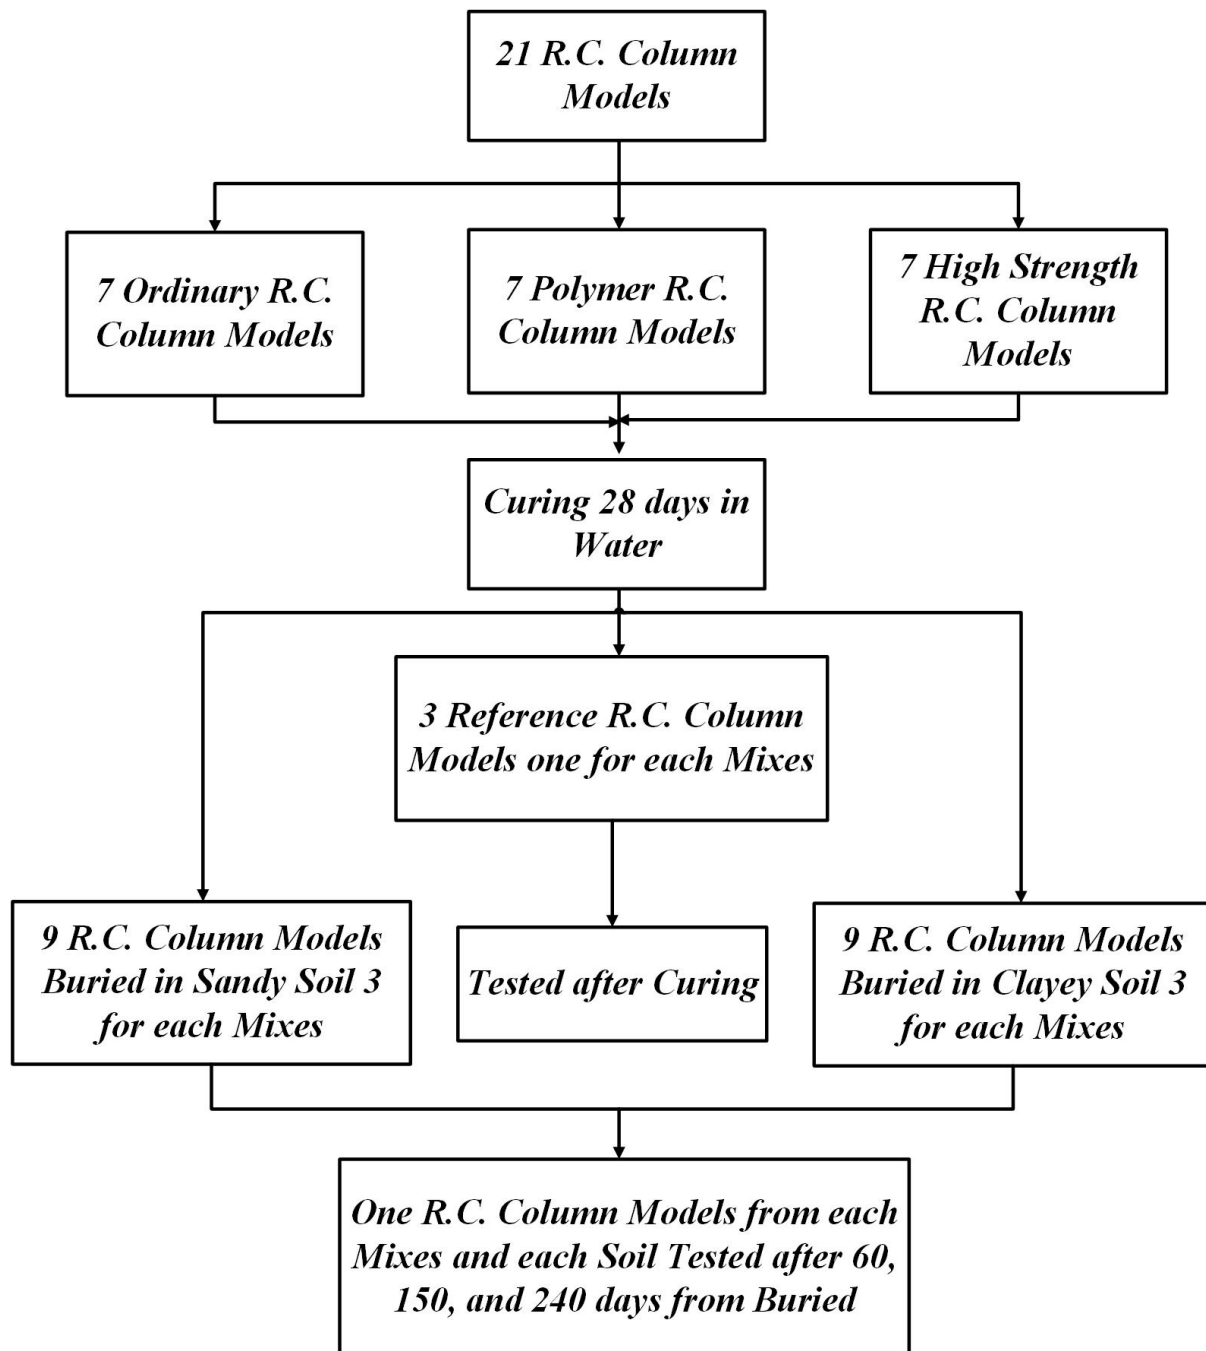 21 R.C. Column
Models
7 Ordinary R.C.
Column Models
7 Polymer R.C.
Column Models
7 High Strength
R.C. Column
Models
Curing 28 days in
Water
3 Reference R.C. Column
Models one for each Mixes
9 R.C. Column Models
Buried in Sandy Soil 3
for each Mixes
Tested after Curing
9 R.C. Column Models
Buried in Clayey Soil 3
for each Mixes
One R.C. Column Models from each
Mixes and each Soil Tested after 60,
150, and 240 days from Buried